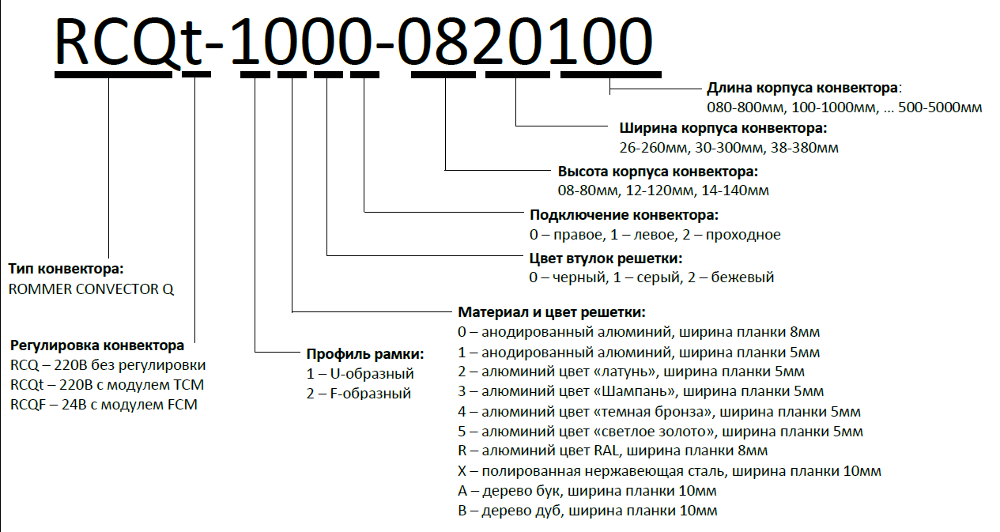 RCQt-1000-0820100
Длина корпуса конвектора:
080-800мм, 100-1000мм, ... 500-5000мм
Ширина корпуса конвектора:
26-260мм, 30-300мм, 38-380мм
Высота корпуса конвектора:
08-80мм, 12-120мм, 14-140мм
Подключение конвектора:
0 – правое, 1 – левое, 2 – проходное
Цвет втулок решетки:
0 – черный, 1 – серый, 2 – бежевый
Тип конвектора:
ROMMER CONVECTOR Q
Материал и цвет решетки:
0 – анодированный алюминий, ширина планки 8мм
1 – анодированный алюминий, ширина планки 5мм
2 – алюминий цвет «латунь», ширина планки 5мм
3 – алюминий цвет «Шампань», ширина планки 5мм
4 – алюминий цвет «темная бронза», ширина планки 5мм
5 – алюминий цвет «светлое золото», ширина планки 5мм
R – алюминий цвет RAL, ширина планки 8мм
X – полированная нержавеющая сталь, ширина планки 10мм
A – дерево бук, ширина планки 10мм
B – дерево дуб, ширина планки 10мм
Регулировка конвектора
RCQ – 220В без регулировки
RCQt – 220В с модулем TCM
RCQF – 24В с модулем FCM
Профиль рамки:
1 – U-образный
2 – F-образный